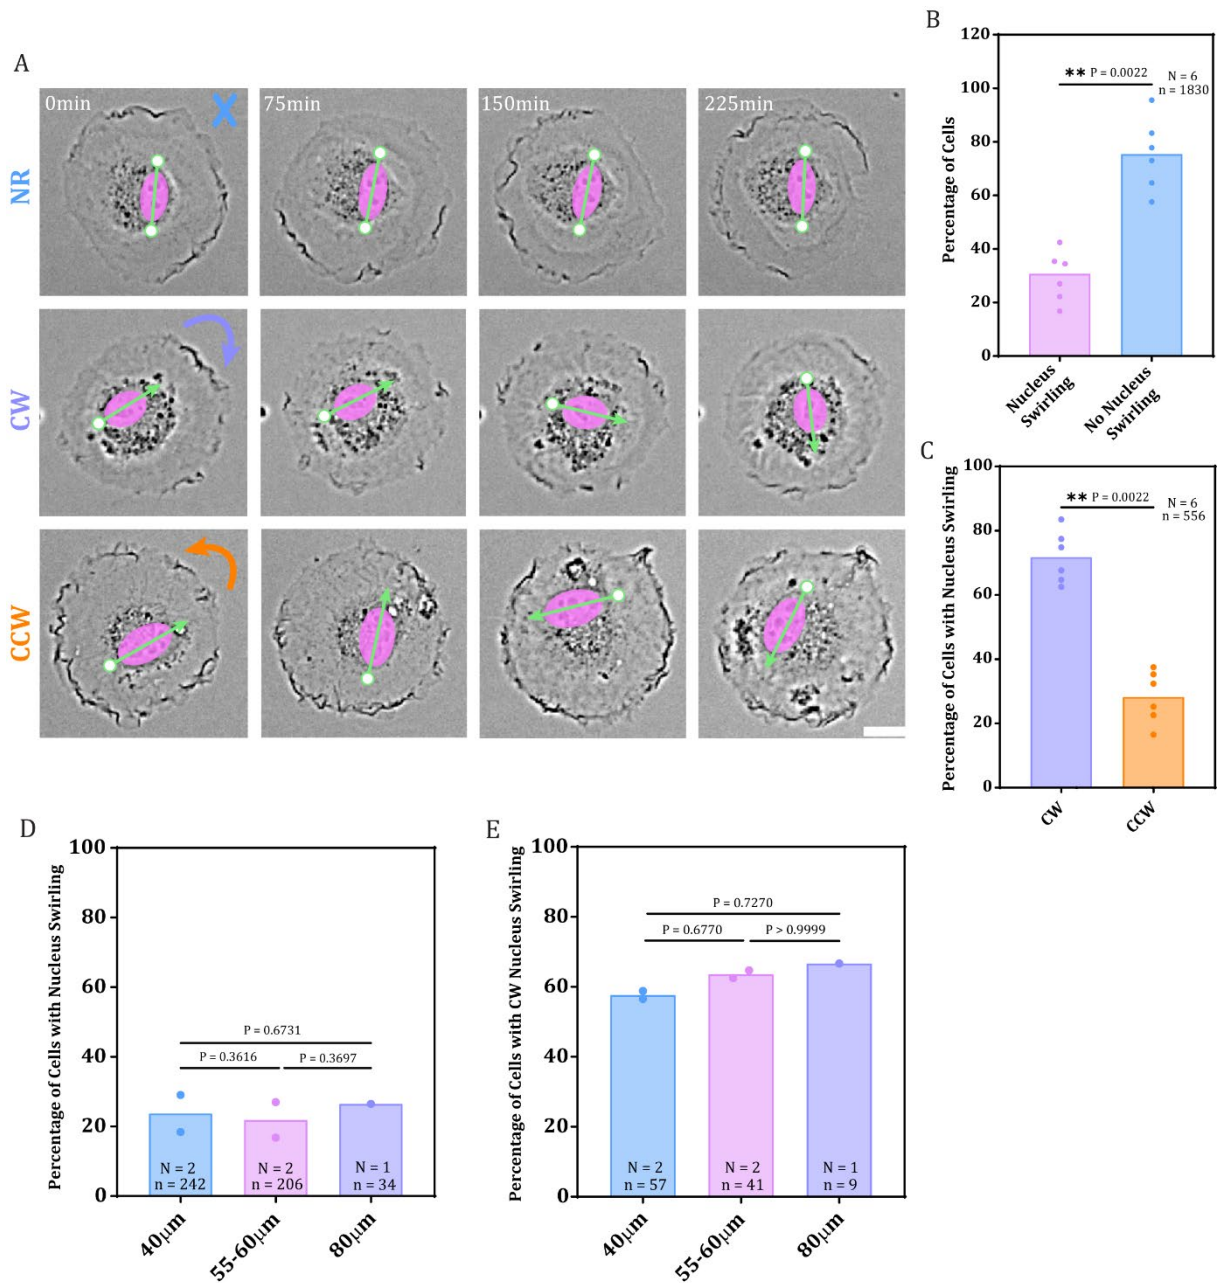 A
0min
75min
150min
225min
NR
CW
CCW
B
Percentage of Cells
120
100
80
60
40
20
0
** P = 0.0022
N = 6
n = 1830
Nucleus
Swirling
No Nucleus
Swirling
C
Percentage of Cells with Nucleus Swirling
100
80
60
40
20
0
** P = 0.0022
N = 6
n = 556
CW
CCW
D
Percentage of Cells with Nucleus Swirling
100
80
60
40
20
0
P = 0.6731
P = 0.3616
P = 0.3697
N = 2
n = 242
N = 2
n = 206
N = 1
n = 34
40μm
55-60μm
80μm
E
Percentage of Cells with CW Nucleus Swirling
100
80
60
40
20
0
P = 0.7270
P = 0.6770
P > 0.9999
N = 2
n = 57
N = 2
n = 41
N = 1
n = 9
40μm
55-60μm
80μm